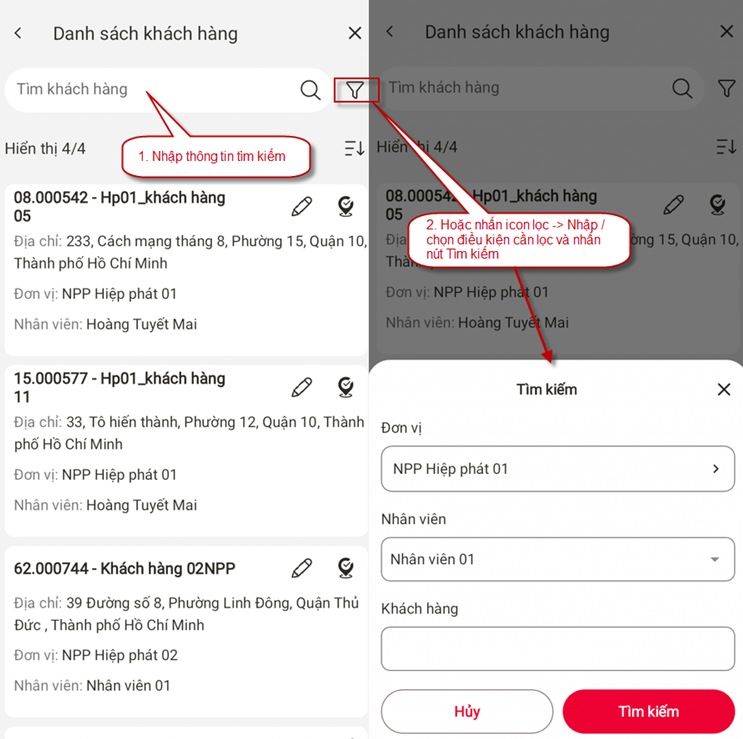 Danh sách khách hàng
Tìm khách hàng
1. Nhập thông tin tìm kiếm
Hiển thị 4/4
08.000542 - Hp01_khách hàng
05
Địa chỉ: 233, Cách mạng tháng 8, Phường 15, Quận 10,
Thành phố Hồ Chí Minh
Đơn vị: NPP Hiệp phát 01
Nhân viên: Hoàng Tuyết Mai
15.000577 - Hp01_khách hàng
11
Địa chỉ: 33, Tô hiến thành, Phường 12, Quận 10, Thành
phố Hồ Chí Minh
Đơn vị: NPP Hiệp phát 01
Nhân viên: Hoàng Tuyết Mai
62.000744 - Khách hàng 02NPP
Địa chỉ: 39 Đường số 8, Phường Linh Đông, Quận Thủ
Đức , Thành phố Hồ Chí Minh
Đơn vị: NPP Hiệp phát 02
Nhân viên: Nhân viên 01
Danh sách khách hàng
Tìm khách hàng
Hiển thị 4/4
08.000542 - Hp01_khách hàng
05
2. Hoặc nhấn icon lọc -> Nhập /
chọn điều kiện cần lọc và nhấn
nút Tìm kiếm
Địa ng 15, Quận 10,
Thàn
Đơn vị: NPP Hiệp phát 01
Nhân viên: Hoàng Tuyết Mai
Tìm kiếm
Đơn vị
NPP Hiệp phát 01
Nhân viên
Nhân viên 01
Khách hàng
Hủy
Tìm kiếm